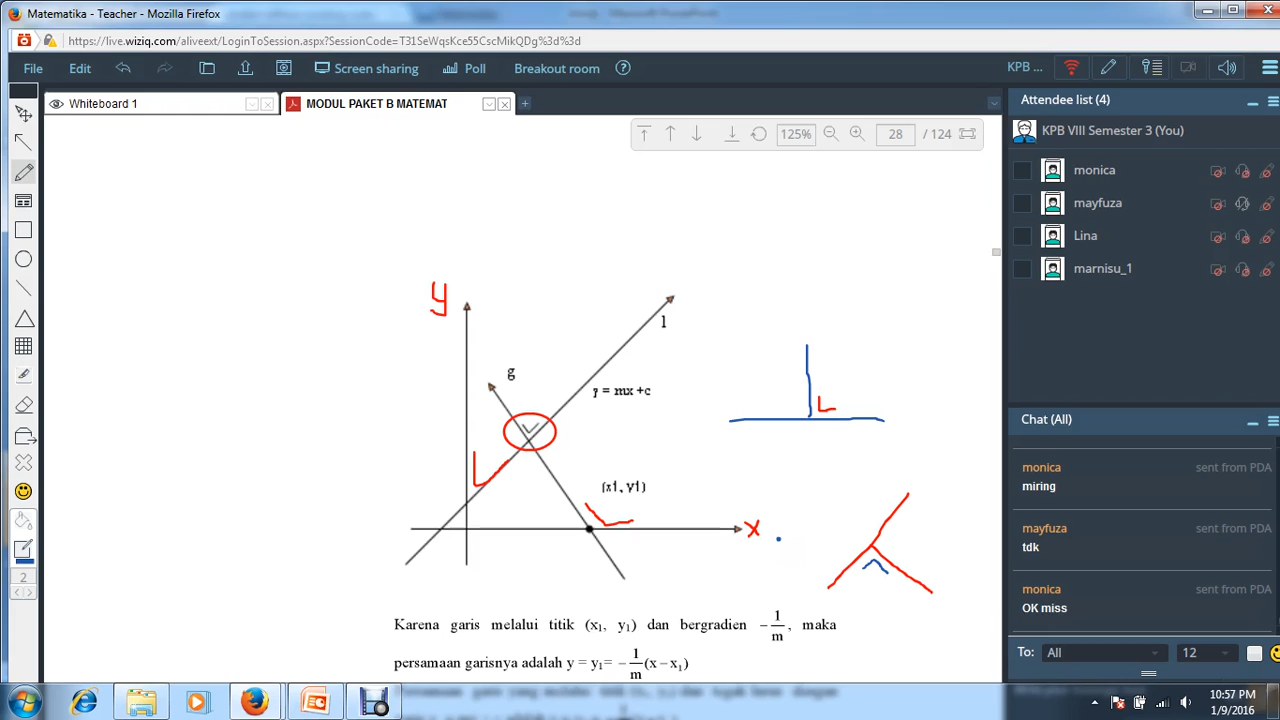 Matematika - Teacher - Mozilla Firefox
https://live.wiziq.com/aliveext/LoginToSession.aspx?SessionCode=T31SeWqsKce55CscMikQDg%3d%3d
File Edit Screen sharing Poll Breakout room ? KPB ...
Whiteboard 1 MODUL PAKET B MATEMAT +
Attendee list (4)
125% 28 / 124
KPB VIII Semester 3 (You)
monica
mayfuza
Lina
marnisu_1
y
l
g
y = mx +c
(x1, y1)
x
Chat (All)
monica sent from PDA
miring
mayfuza sent from PDA
tdk
monica sent from PDA
OK miss
2
Karena garis melalui titik (x₁, y₁) dan bergradien −1/m, maka
persamaan garisnya adalah y = y₁= −1/m(x − x₁)
To: All 12
10:57 PM
1/9/2016